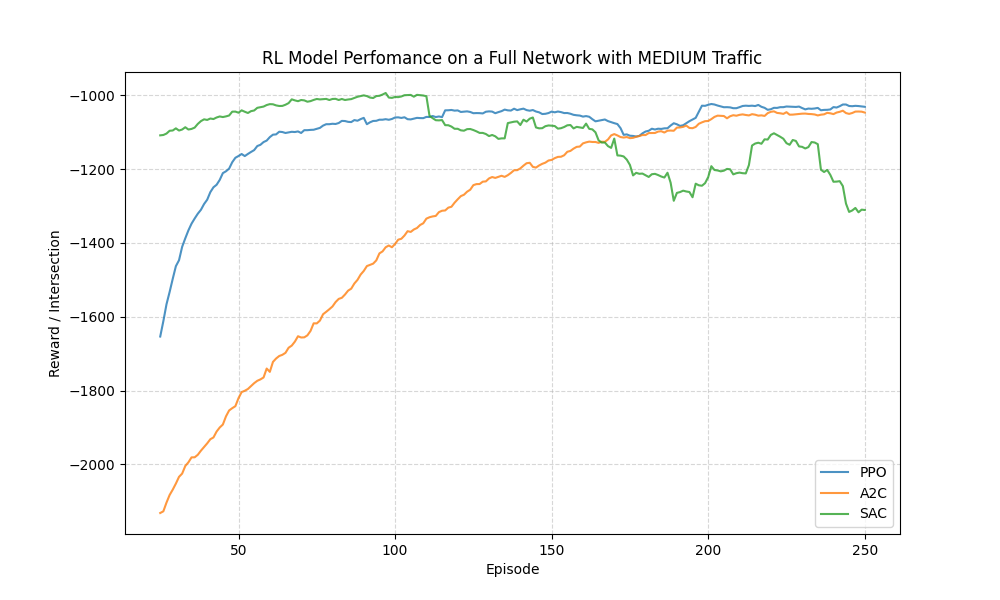 RL Model Perfomance on a Full Network with MEDIUM Traffic
Reward / Intersection
−1000
−1200
−1400
−1600
−1800
−2000
50
100
150
200
250
Episode
PPO
A2C
SAC